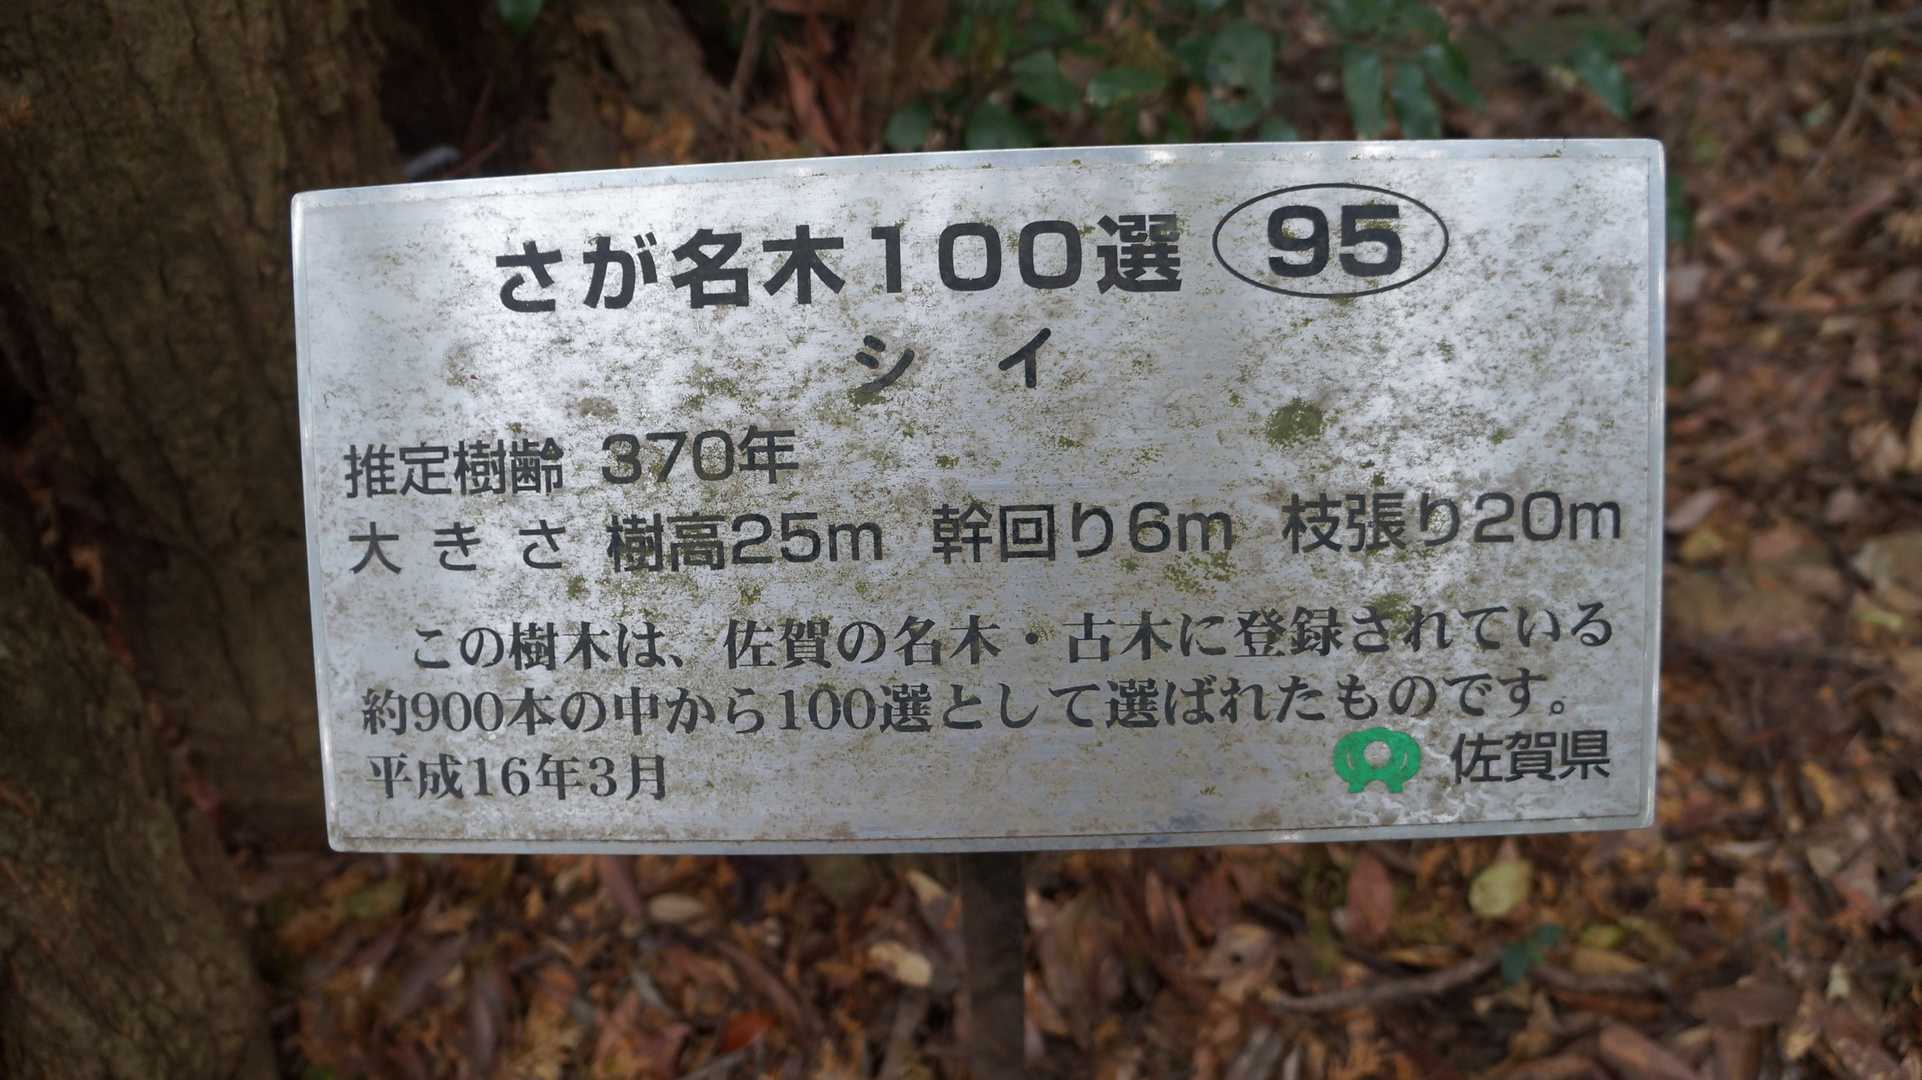 さが名木100選 95
シイ
推定樹齢 370年
大きさ 樹高25m 幹回り6m 枝張り20m
この樹木は、佐賀の名木・古木に登録されている
約900本の中から100選として選ばれたものです。
平成16年3月
佐賀県